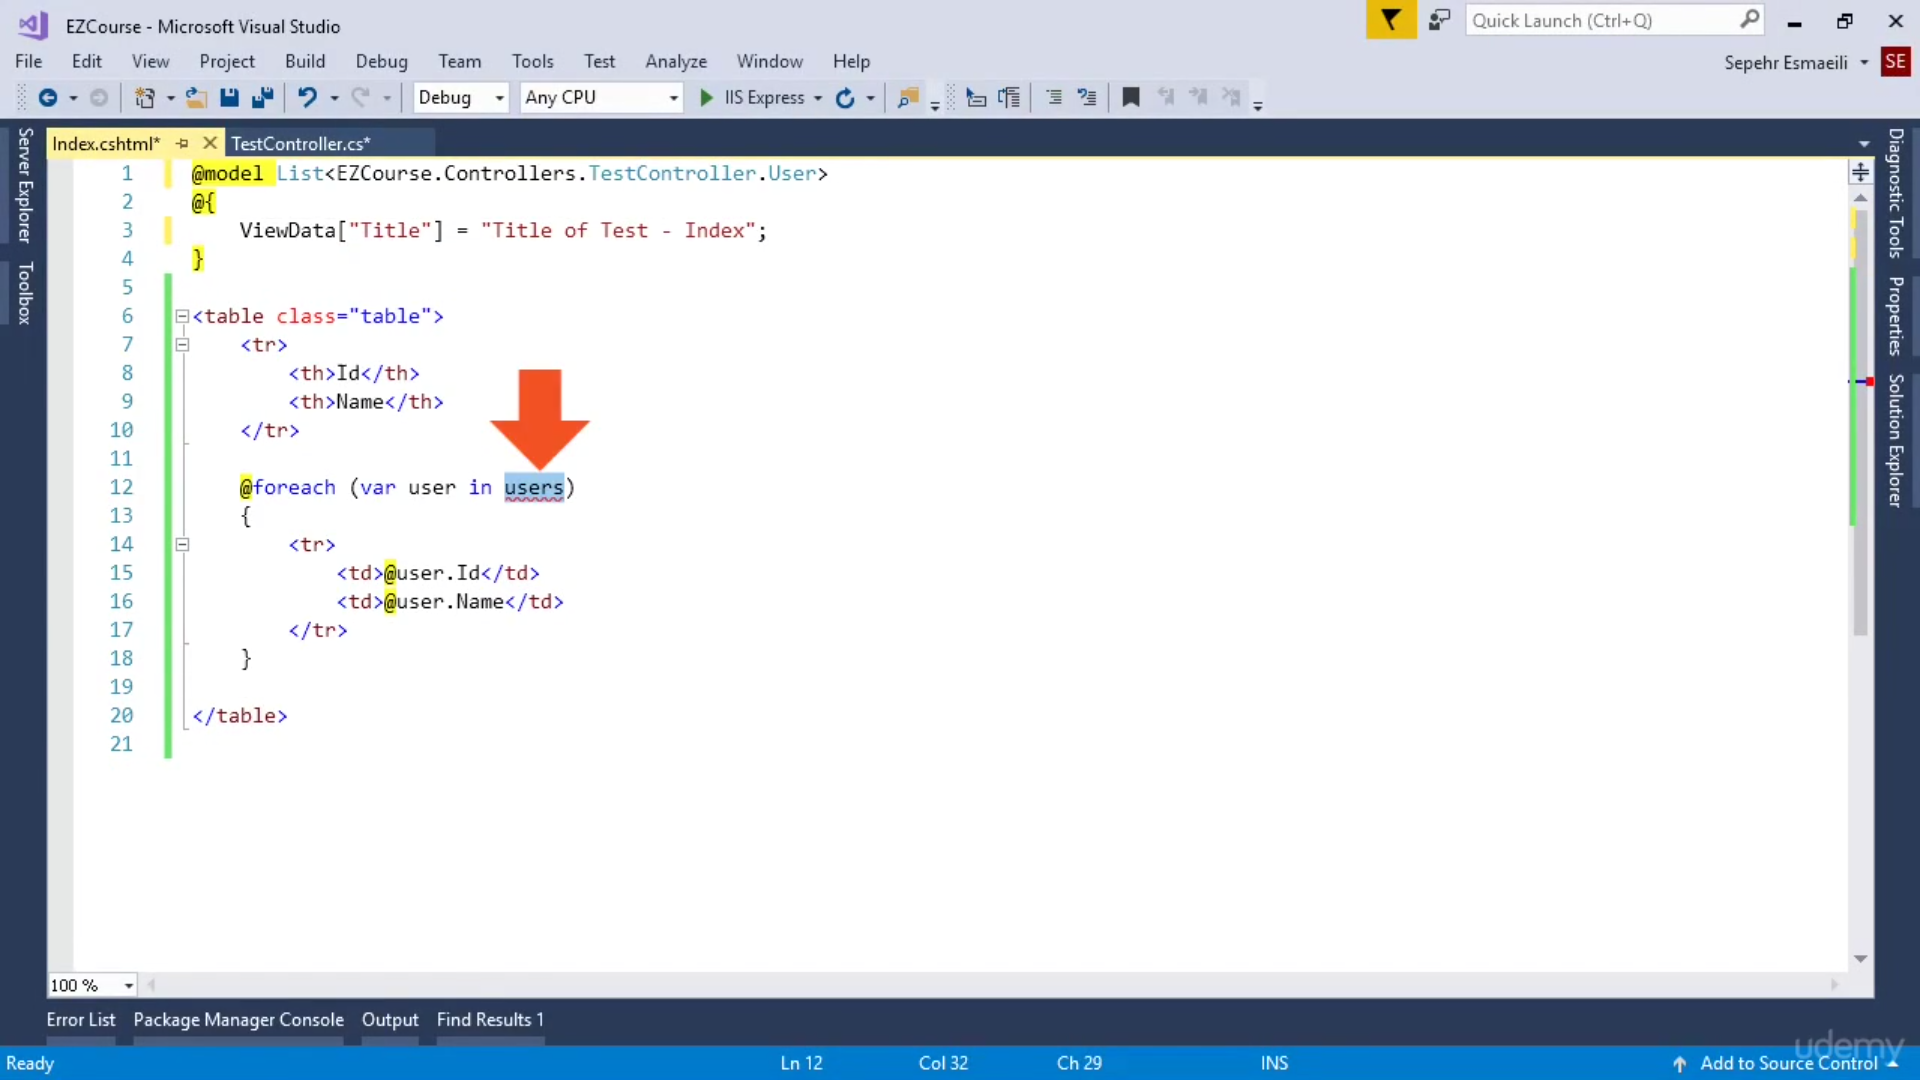 EZCourse - Microsoft Visual Studio
Quick Launch (Ctrl+Q)
File Edit View Project Build Debug Team Tools Test Analyze Window Help
Sepehr Esmaeili SE
Debug Any CPU IIS Express
Server Explorer
Toolbox
Index.cshtml* TestController.cs*
1 @model List<EZCourse.Controllers.TestController.User>
2 @{
3 ViewData["Title"] = "Title of Test - Index";
4 }
5
6 <table class="table">
7 <tr>
8 <th>Id</th>
9 <th>Name</th>
10 </tr>
11
12 @foreach (var user in users)
13 {
14 <tr>
15 <td>@user.Id</td>
16 <td>@user.Name</td>
17 </tr>
18 }
19
20 </table>
21
Diagnostic Tools
Properties
Solution Explorer
100 %
Error List Package Manager Console Output Find Results 1
udemy
Ready Ln 12 Col 32 Ch 29 INS Add to Source Control